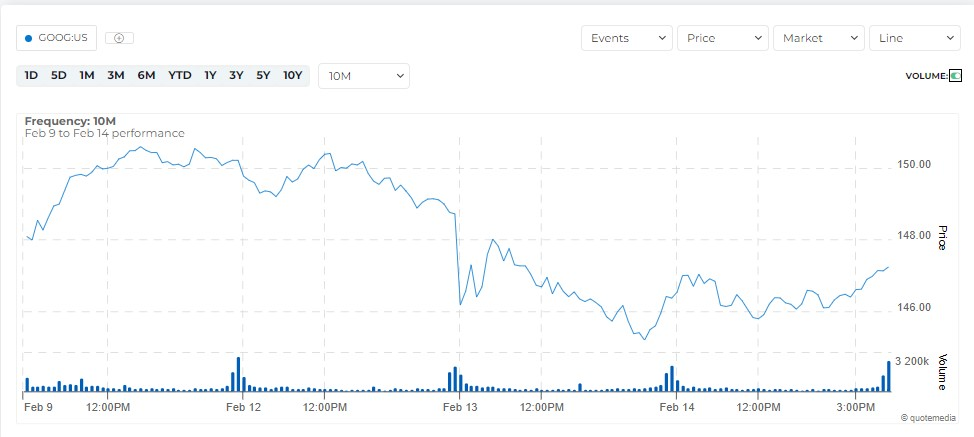 GOOG:US
Events Price Market Line
1D 5D 1M 3M 6M YTD 1Y 3Y 5Y 10Y 10M VOLUME:
Frequency: 10M
Feb 9 to Feb 14 performance
150.00
148.00
Price
146.00
3 200k
Volume
Feb 9 12:00PM Feb 12 12:00PM Feb 13 12:00PM Feb 14 12:00PM 3:00PM
© quotemedia